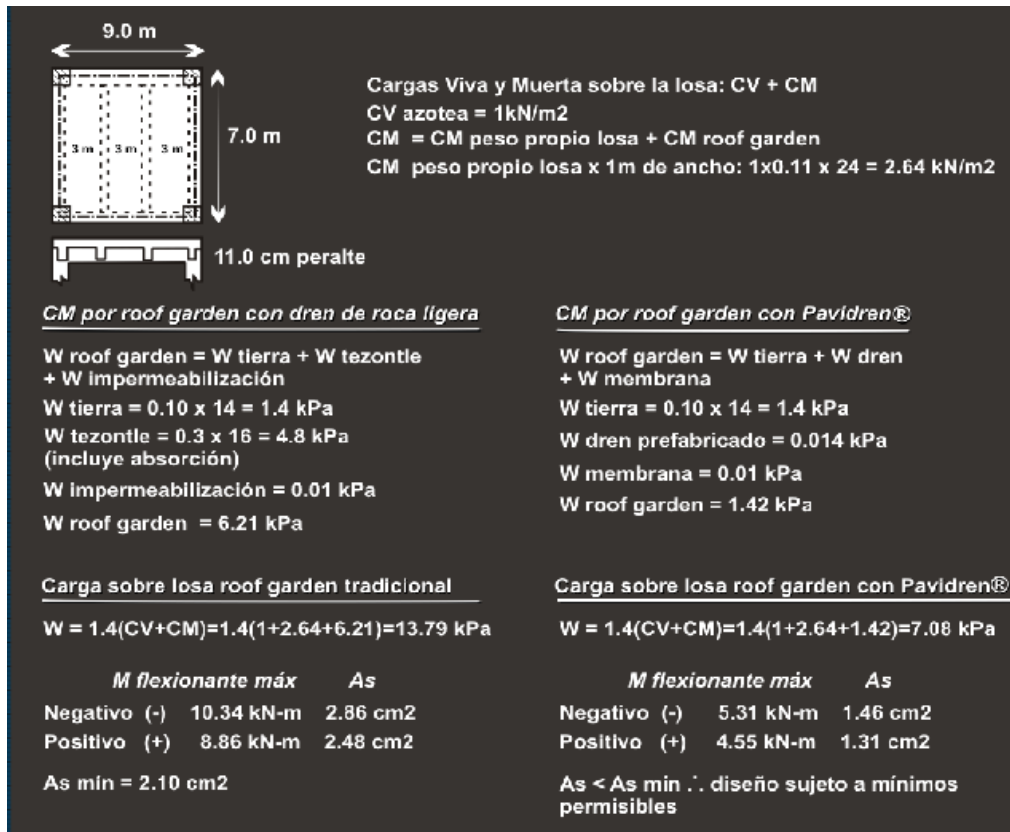 9.0 m
3 m 3 m 3 m
7.0 m
11.0 cm peralte
Cargas Viva y Muerta sobre la losa: CV + CM
CV azotea = 1kN/m2
CM = CM peso propio losa + CM roof garden
CM peso propio losa x 1m de ancho: 1x0.11 x 24 = 2.64 kN/m2
CM por roof garden con dren de roca ligera
W roof garden = W tierra + W tezontle
+ W impermeabilización
W tierra = 0.10 x 14 = 1.4 kPa
W tezontle = 0.3 x 16 = 4.8 kPa
(incluye absorción)
W impermeabilización = 0.01 kPa
W roof garden = 6.21 kPa
CM por roof garden con Pavidren®
W roof garden = W tierra + W dren
+ W membrana
W tierra = 0.10 x 14 = 1.4 kPa
W dren prefabricado = 0.014 kPa
W membrana = 0.01 kPa
W roof garden = 1.42 kPa
Carga sobre losa roof garden tradicional
W = 1.4(CV+CM)=1.4(1+2.64+6.21)=13.79 kPa
M flexionante máx As
Negativo (-) 10.34 kN-m 2.86 cm2
Positivo (+) 8.86 kN-m 2.48 cm2
As mín = 2.10 cm2
Carga sobre losa roof garden con Pavidren®
W = 1.4(CV+CM)=1.4(1+2.64+1.42)=7.08 kPa
M flexionante máx As
Negativo (-) 5.31 kN-m 1.46 cm2
Positivo (+) 4.55 kN-m 1.31 cm2
As < As min ∴ diseño sujeto a mínimos
permisibles